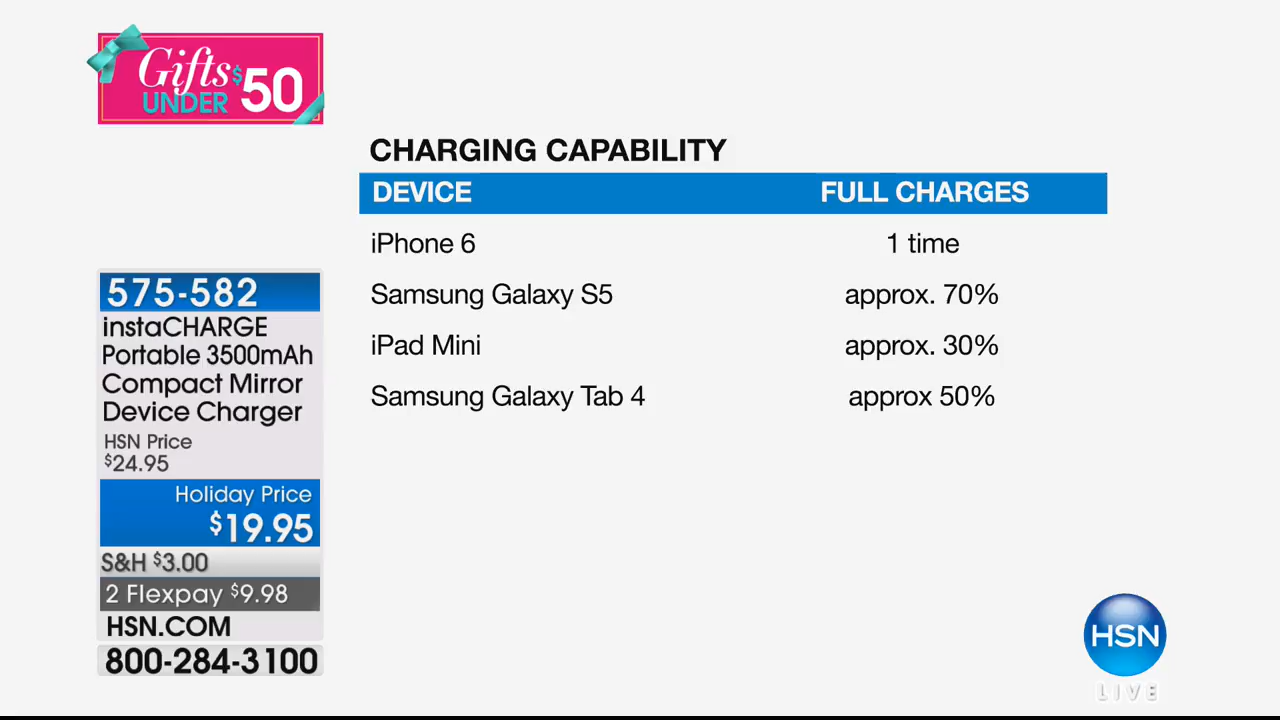 Gifts
UNDER $50
CHARGING CAPABILITY
DEVICE FULL CHARGES
iPhone 6 1 time
Samsung Galaxy S5 approx. 70%
iPad Mini approx. 30%
Samsung Galaxy Tab 4 approx 50%
575-582
instaCHARGE
Portable 3500mAh
Compact Mirror
Device Charger
HSN Price
$24.95
Holiday Price
$19.95
S&H $3.00
2 Flexpay $9.98
HSN.COM
800-284-3100
HSN
LIVE